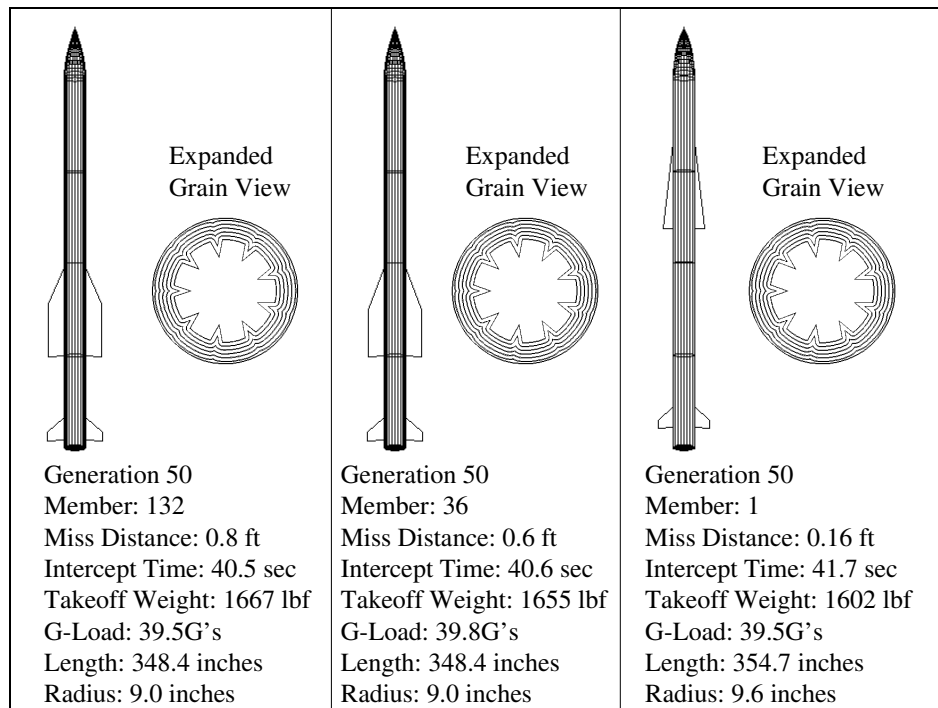 Expanded
Grain View
Generation 50
Member: 132
Miss Distance: 0.8 ft
Intercept Time: 40.5 sec
Takeoff Weight: 1667 lbf
G-Load: 39.5G's
Length: 348.4 inches
Radius: 9.0 inches
Expanded
Grain View
Generation 50
Member: 36
Miss Distance: 0.6 ft
Intercept Time: 40.6 sec
Takeoff Weight: 1655 lbf
G-Load: 39.8G's
Length: 348.4 inches
Radius: 9.0 inches
Expanded
Grain View
Generation 50
Member: 1
Miss Distance: 0.16 ft
Intercept Time: 41.7 sec
Takeoff Weight: 1602 lbf
G-Load: 39.5G's
Length: 354.7 inches
Radius: 9.6 inches